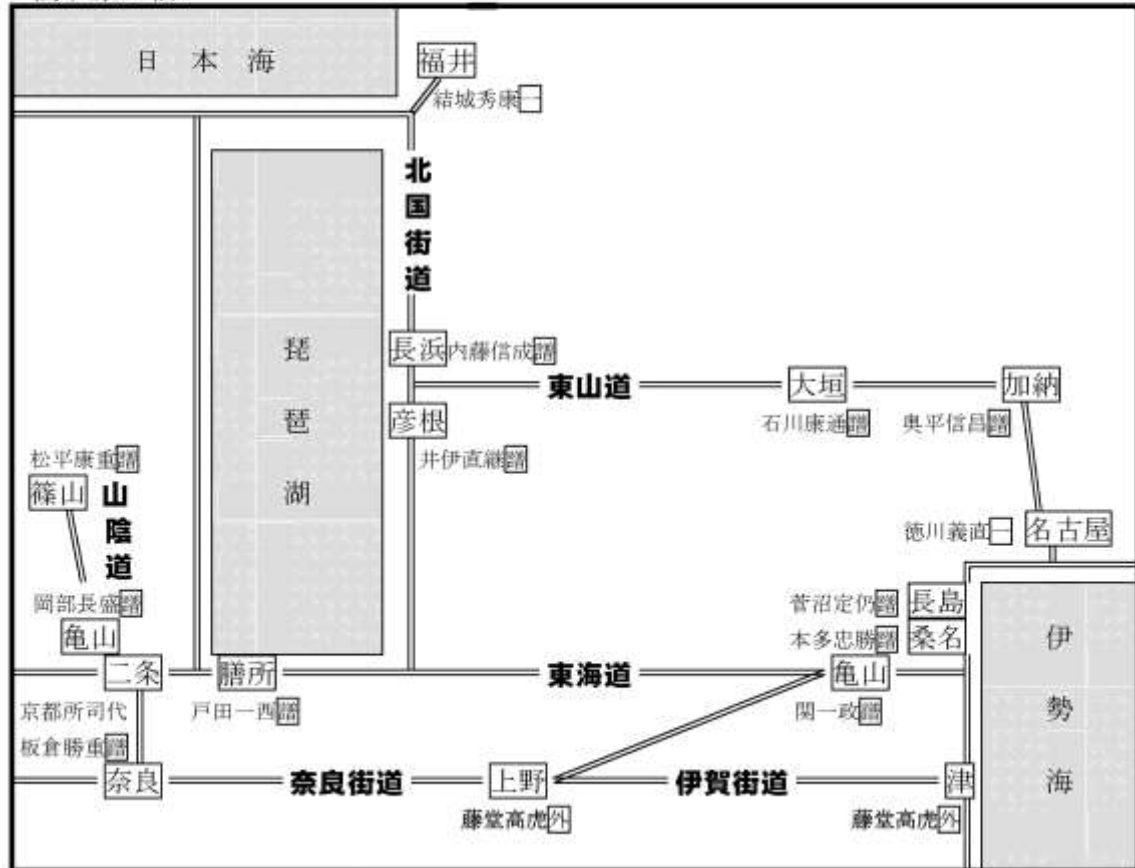 日本海
福井
結城秀康一
北国街道
琵琶湖
長浜
内藤信成譜
東山道
大垣
加納
彦根
石川康通譜
奥平信昌譜
井伊直継譜
松平康重譜
篠山
山陰道
徳川義直一
名古屋
岡部長盛譜
亀山
菅沼定仍譜
長島
本多忠勝譜
桑名
伊勢海
二条
膳所
東海道
亀山
京都所司代
板倉勝重譜
戸田一西譜
関一政譜
奈良
奈良街道
上野
伊賀街道
津
藤堂高虎外
藤堂高虎外